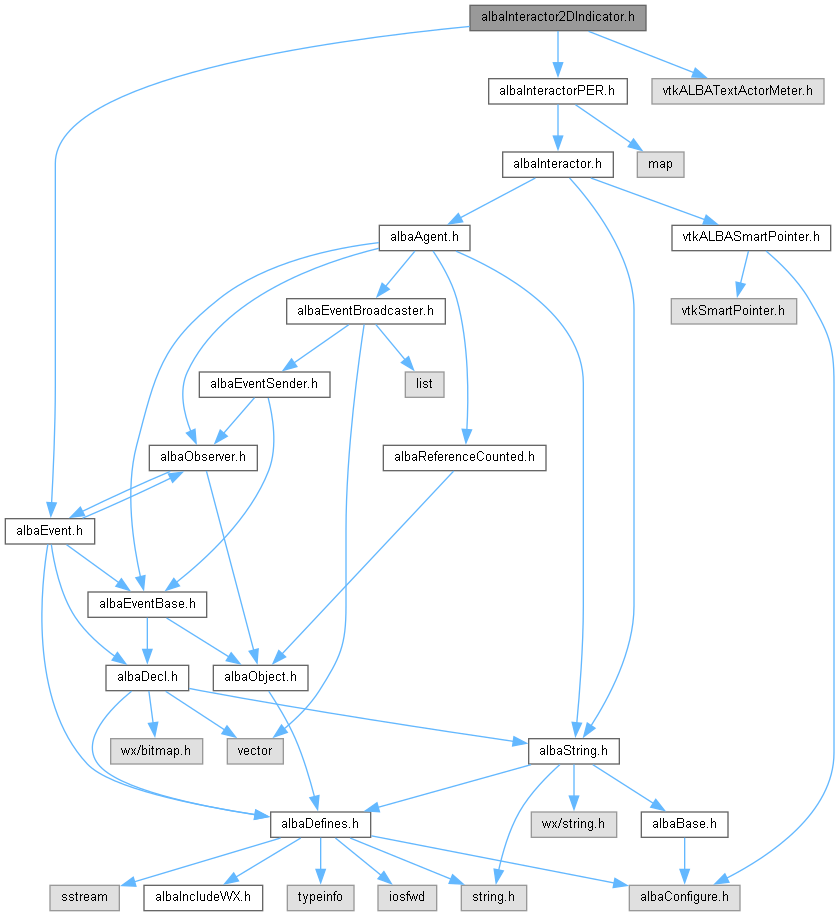 albaInteractor2DIndicator.h
albaInteractorPER.h
vtkALBATextActorMeter.h
albaInteractor.h
map
albaAgent.h
vtkALBASmartPointer.h
albaEventBroadcaster.h
vtkSmartPointer.h
albaEventSender.h
list
albaObserver.h
albaReferenceCounted.h
albaEvent.h
albaEventBase.h
albaDecl.h
albaObject.h
wx/bitmap.h
vector
albaString.h
albaDefines.h
wx/string.h
albaBase.h
sstream
albaIncludeWX.h
typeinfo
iosfwd
string.h
albaConfigure.h